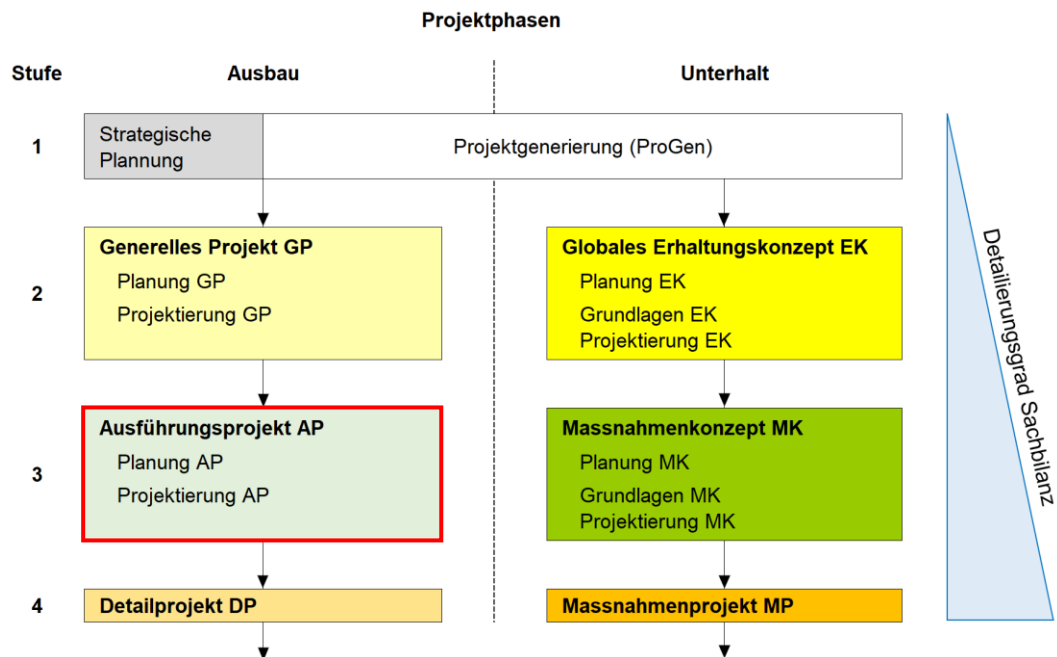 Projektphasen
Stufe
Ausbau
Unterhalt
1
Strategische
Plannung
Projektgenerierung (ProGen)
2
Generelles Projekt GP
Planung GP
Projektierung GP
Globales Erhaltungskonzept EK
Planung EK
Grundlagen EK
Projektierung EK
3
Ausführungsprojekt AP
Planung AP
Projektierung AP
Massnahmenkonzept MK
Planung MK
Grundlagen MK
Projektierung MK
4
Detailprojekt DP
Massnahmenprojekt MP
Detailierungsgrad Sachbilanz